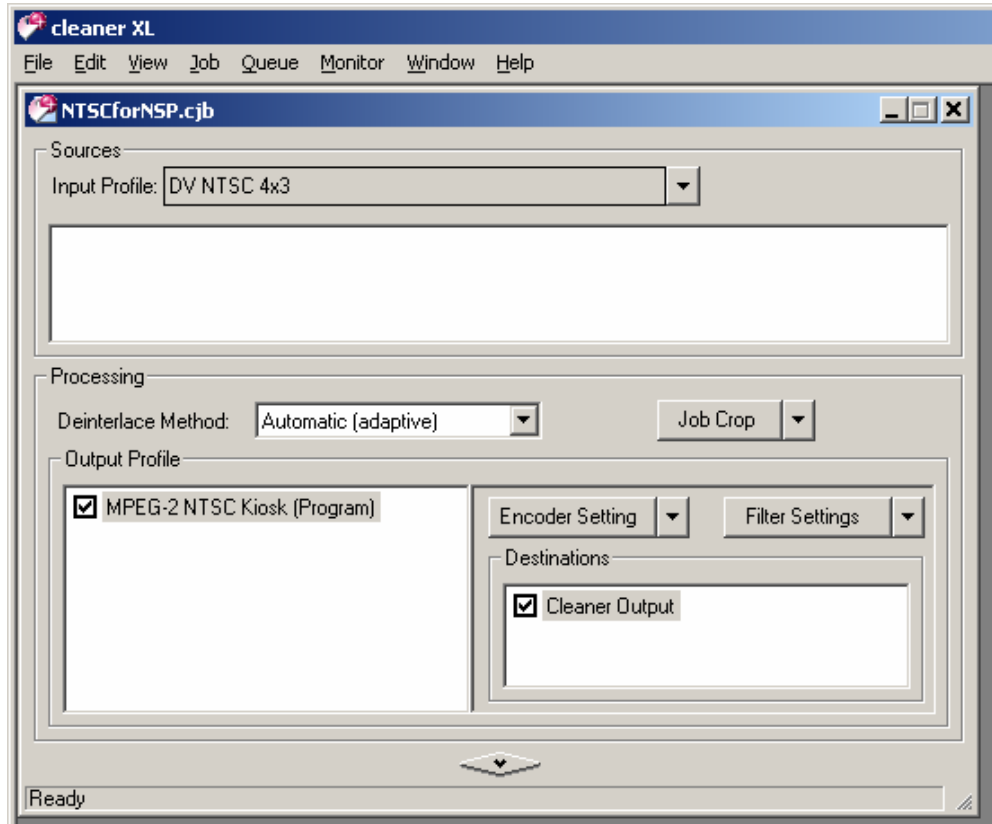 cleaner XL
File Edit View Job Queue Monitor Window Help
NTSCforNSP.cjb
Sources
Input Profile: DV NTSC 4x3
Processing
Deinterlace Method: Automatic (adaptive) Job Crop
Output Profile
MPEG-2 NTSC Kiosk (Program) Encoder Setting Filter Settings
Destinations
Cleaner Output
Ready